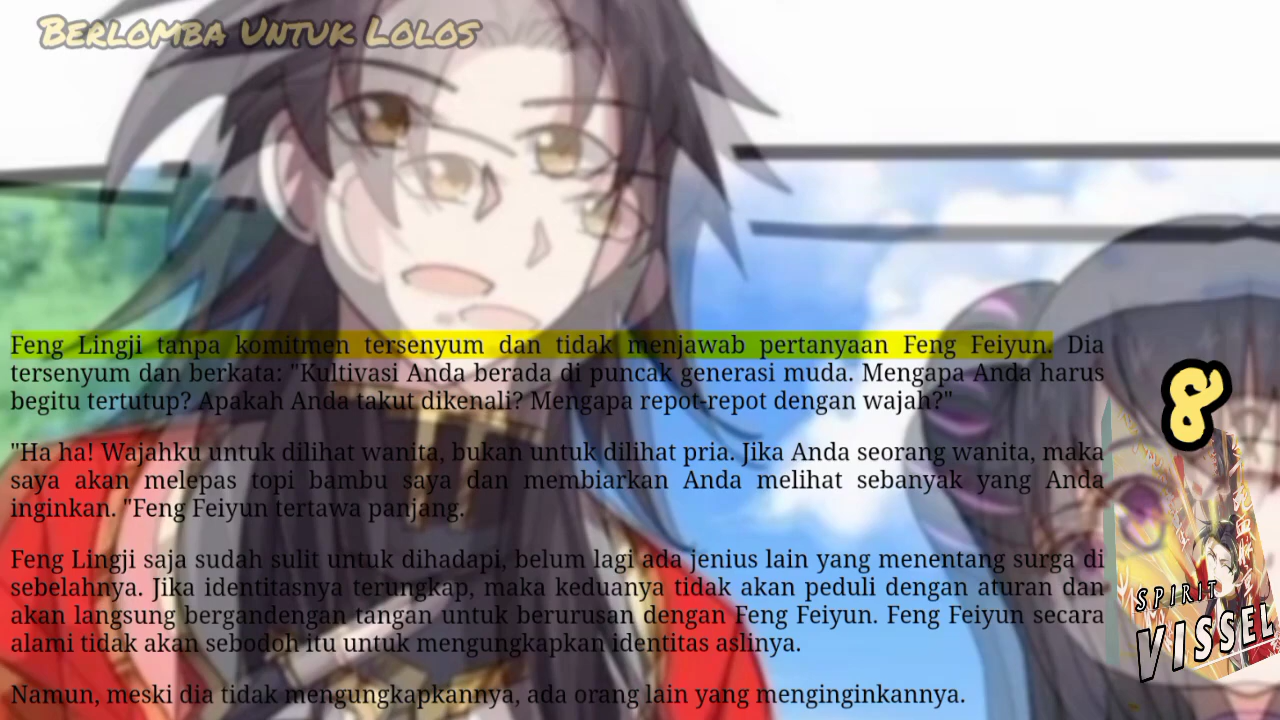 Berlomba Untuk Lolos
Feng Lingji tanpa komitmen tersenyum dan tidak menjawab pertanyaan Feng Feiyun. Dia
tersenyum dan berkata: "Kultivasi Anda berada di puncak generasi muda. Mengapa Anda harus
begitu tertutup? Apakah Anda takut dikenali? Mengapa repot-repot dengan wajah?"
"Ha ha! Wajahku untuk dilihat wanita, bukan untuk dilihat pria. Jika Anda seorang wanita, maka
saya akan melepas topi bambu saya dan membiarkan Anda melihat sebanyak yang Anda
inginkan. "Feng Feiyun tertawa panjang.
Feng Lingji saja sudah sulit untuk dihadapi, belum lagi ada jenius lain yang menentang surga di
sebelahnya. Jika identitasnya terungkap, maka keduanya tidak akan peduli dengan aturan dan
akan langsung bergandengan tangan untuk berurusan dengan Feng Feiyun. Feng Feiyun secara
alami tidak akan sebodoh itu untuk mengungkapkan identitas aslinya.
Namun, meski dia tidak mengungkapkannya, ada orang lain yang menginginkannya.
8
SPIRIT
VISSEL